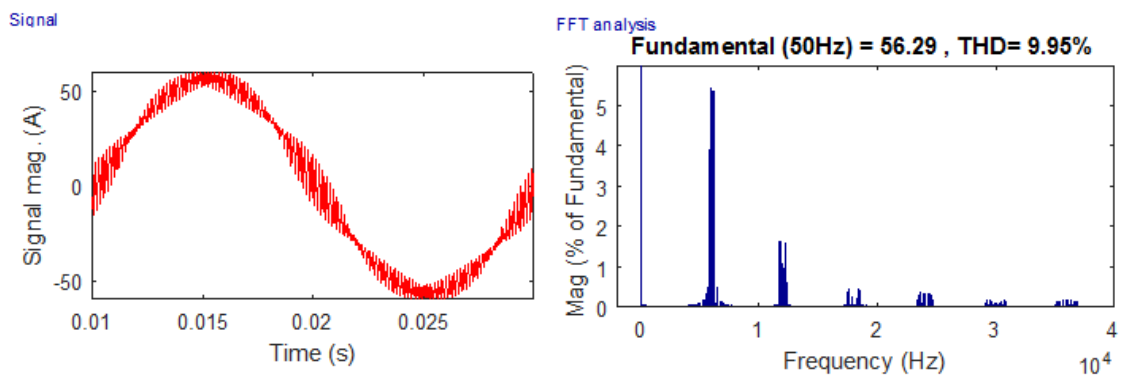 Signal
Signal mag. (A)
50
0
-50
0.01 0.015 0.02 0.025
Time (s)
FFT analysis
Fundamental (50Hz) = 56.29 , THD= 9.95%
Mag (% of Fundamental)
5
4
3
2
1
0
0 1 2 3 4
Frequency (Hz)
10^4